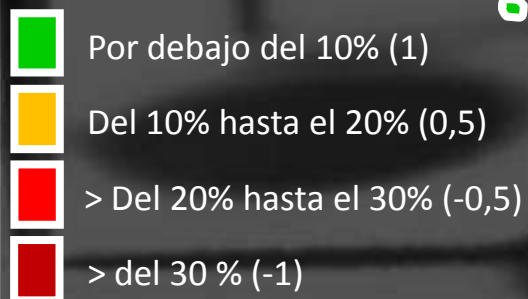 Por debajo del 10% (1)
Del 10% hasta el 20% (0,5)
> Del 20% hasta el 30% (-0,5)
> del 30 % (-1)